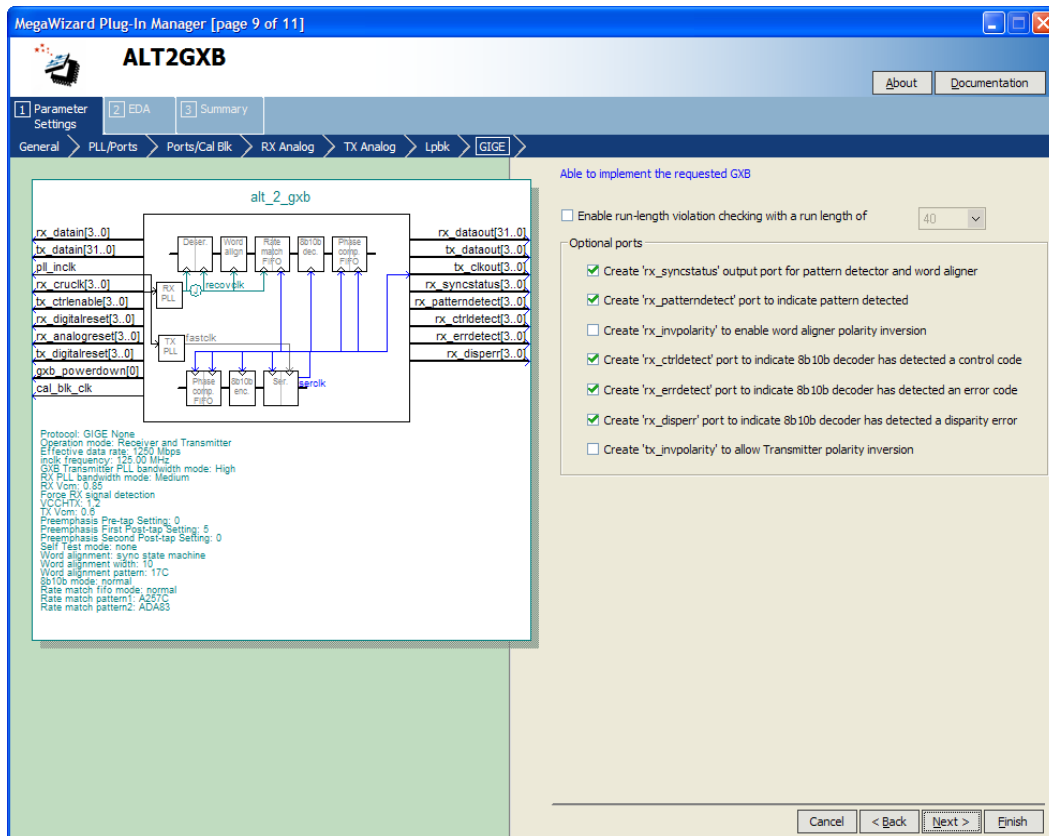 MegaWizard Plug-In Manager [page 9 of 11]
ALT2GXB
About
Documentation
1 Parameter Settings
2 EDA
3 Summary
General
PLL/Ports
Ports/Cal Blk
RX Analog
TX Analog
Lpbk
GIGE
alt_2_gxb
rx_datain[3..0]
tx_datain[31..0]
pll_inclk
rx_cruclk[3..0]
tx_ctrlenable[3..0]
rx_digitalreset[3..0]
rx_analogreset[3..0]
tx_digitalreset[3..0]
gxb_powerdown[0]
cal_blk_clk
Deser.
Word align
Rate match FIFO
8b10b dec.
Phase comp. FIFO
RX PLL
recovclk
TX PLL
fastclk
Phase comp. FIFO
8b10b enc.
Ser.
serclk
rx_dataout[31..0]
tx_dataout[3..0]
tx_clkout[3..0]
rx_syncstatus[3..0]
rx_patterndetect[3..0]
rx_ctrldetect[3..0]
rx_errdetect[3..0]
rx_disperr[3..0]
Protocol: GIGE None
Operation mode: Receiver and Transmitter
Effective data rate: 1250 Mbps
inclk frequency: 125.00 MHz
GXB Transmitter PLL bandwidth mode: High
RX PLL bandwidth mode: Medium
RX Vcm: 0.85
Force RX signal detection
VCCHTX: 1.2
TX Vcm: 0.6
Preemphasis Pre-tap Setting: 0
Preemphasis First Post-tap Setting: 5
Preemphasis Second Post-tap Setting: 0
Self Test mode: none
Word alignment: sync state machine
Word alignment width: 10
Word alignment pattern: 17C
8b10b mode: normal
Rate match fifo mode: normal
Rate match pattern1: A257C
Rate match pattern2: ADA83
Able to implement the requested GXB
Enable run-length violation checking with a run length of
40
Optional ports
Create 'rx_syncstatus' output port for pattern detector and word aligner
Create 'rx_patterndetect' port to indicate pattern detected
Create 'rx_invpolarity' to enable word aligner polarity inversion
Create 'rx_ctrldetect' port to indicate 8b10b decoder has detected a control code
Create 'rx_errdetect' port to indicate 8b10b decoder has detected an error code
Create 'rx_disperr' port to indicate 8b10b decoder has detected a disparity error
Create 'tx_invpolarity' to allow Transmitter polarity inversion
Cancel
< Back
Next >
Finish